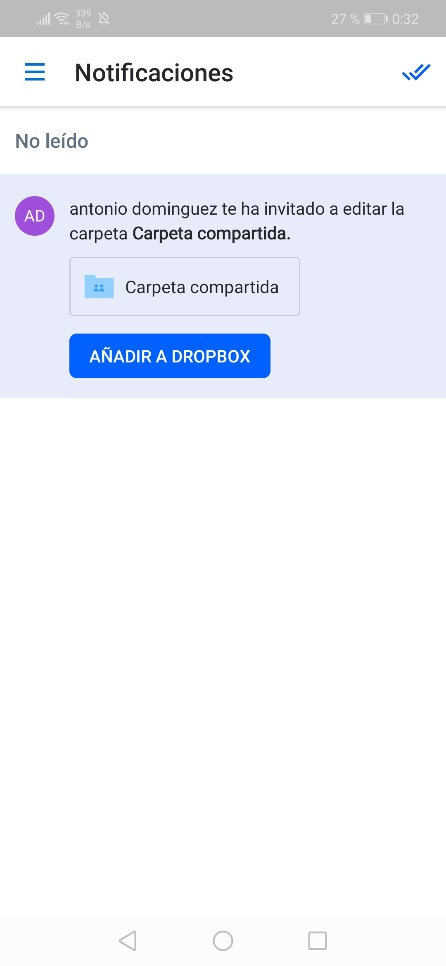 339 B/s
27 % 0:32
Notificaciones
No leído
AD
antonio dominguez te ha invitado a editar la
carpeta Carpeta compartida.
Carpeta compartida
AÑADIR A DROPBOX